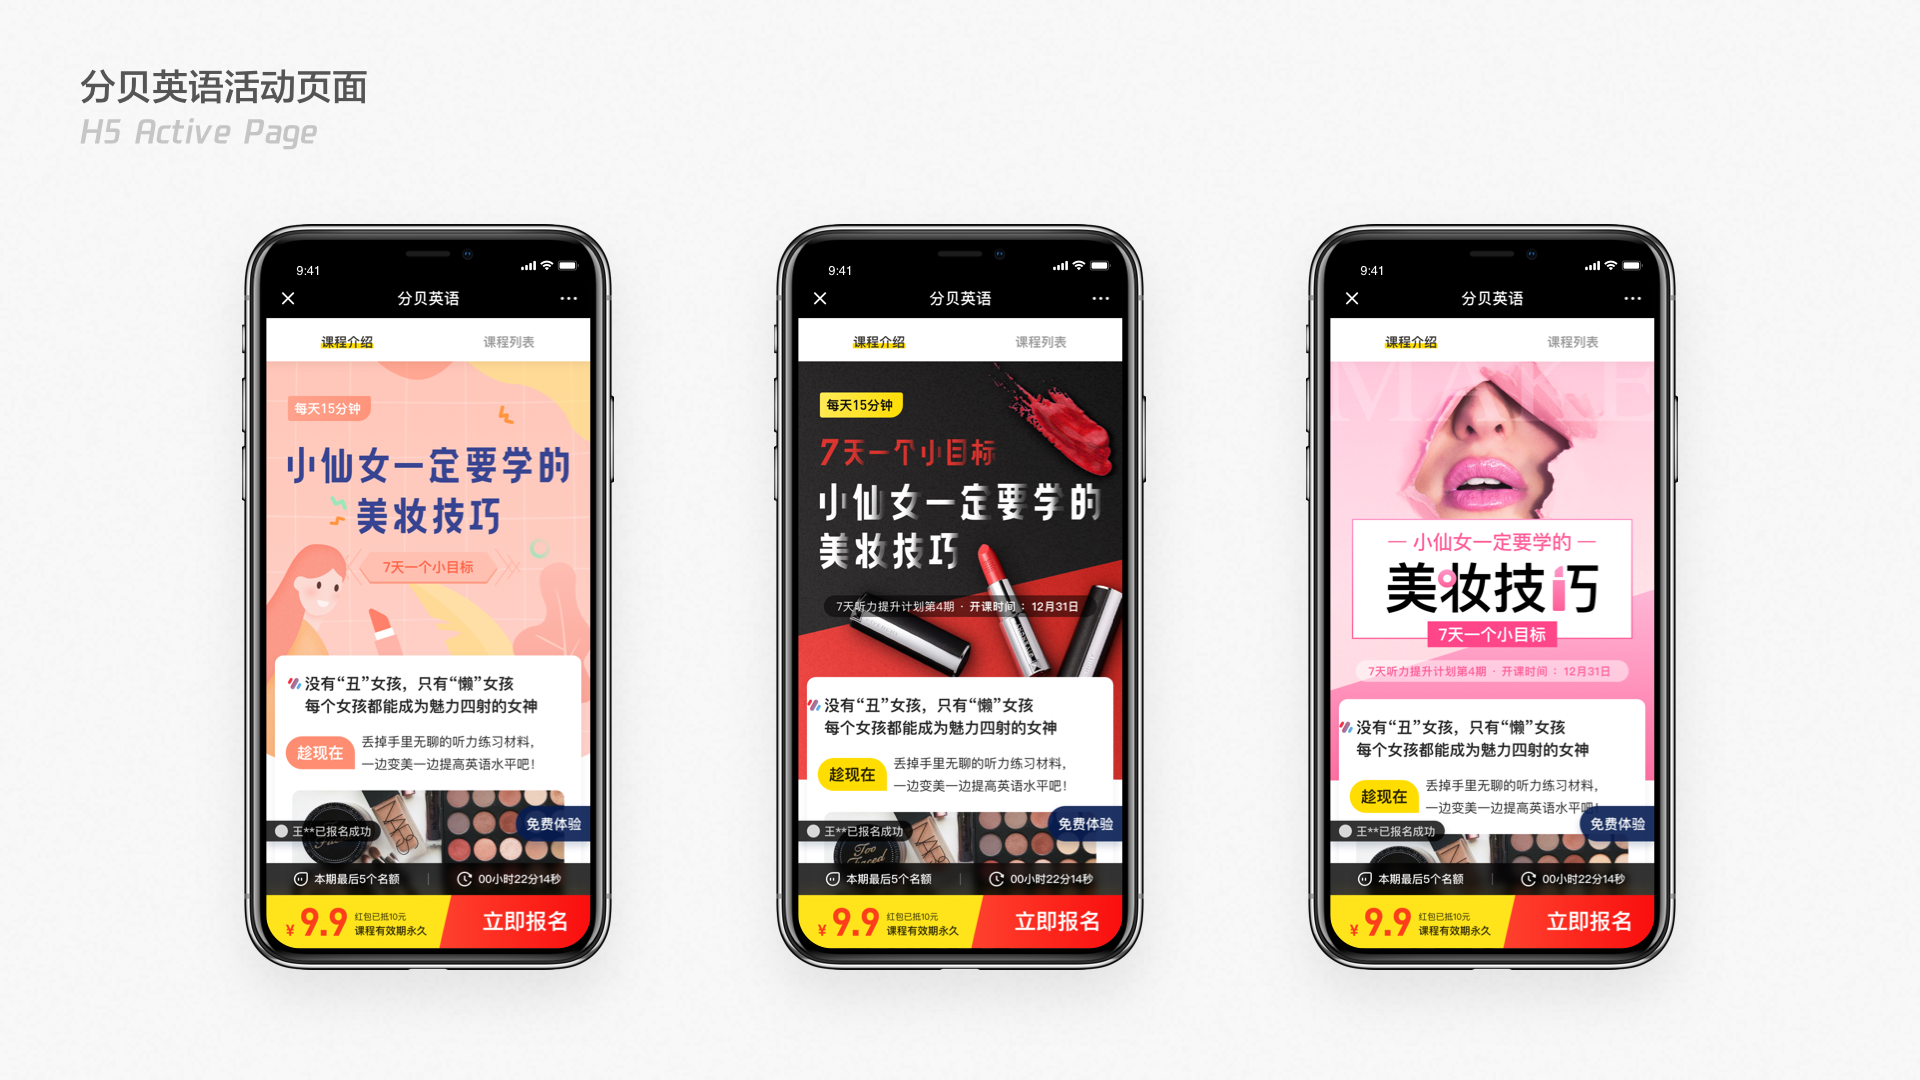 分贝英语活动页面
H5 Active Page
9:41
分贝英语
课程介绍
课程列表
每天15分钟
小仙女一定要学的
美妆技巧
7天一个小目标
没有“丑”女孩，只有“懒”女孩
每个女孩都能成为魅力四射的女神
趁现在
丢掉手里无聊的听力练习材料，
一边变美一边提高英语水平吧！
NARS
王**已报名成功
免费体验
本期最后5个名额
00小时22分14秒
¥ 9.9
红包已抵10元
课程有效期永久
立即报名
9:41
分贝英语
课程介绍
课程列表
每天15分钟
7天一个小目标
小仙女一定要学的
美妆技巧
7天听力提升计划第4期 · 开课时间：12月31日
没有“丑”女孩，只有“懒”女孩
每个女孩都能成为魅力四射的女神
趁现在
丢掉手里无聊的听力练习材料，
一边变美一边提高英语水平吧！
NARS
王**已报名成功
免费体验
Too
Faced
本期最后5个名额
00小时22分14秒
¥ 9.9
红包已抵10元
课程有效期永久
立即报名
9:41
分贝英语
课程介绍
课程列表
MAKE
小仙女一定要学的
美妆技巧
7天一个小目标
7天听力提升计划第4期 · 开课时间：12月31日
没有“丑”女孩，只有“懒”女孩
每个女孩都能成为魅力四射的女神
趁现在
丢掉手里无聊的听力练习材料，
一边变美一边提高英语水平吧！
王**已报名成功
免费体验
本期最后5个名额
00小时22分14秒
¥ 9.9
红包已抵10元
课程有效期永久
立即报名